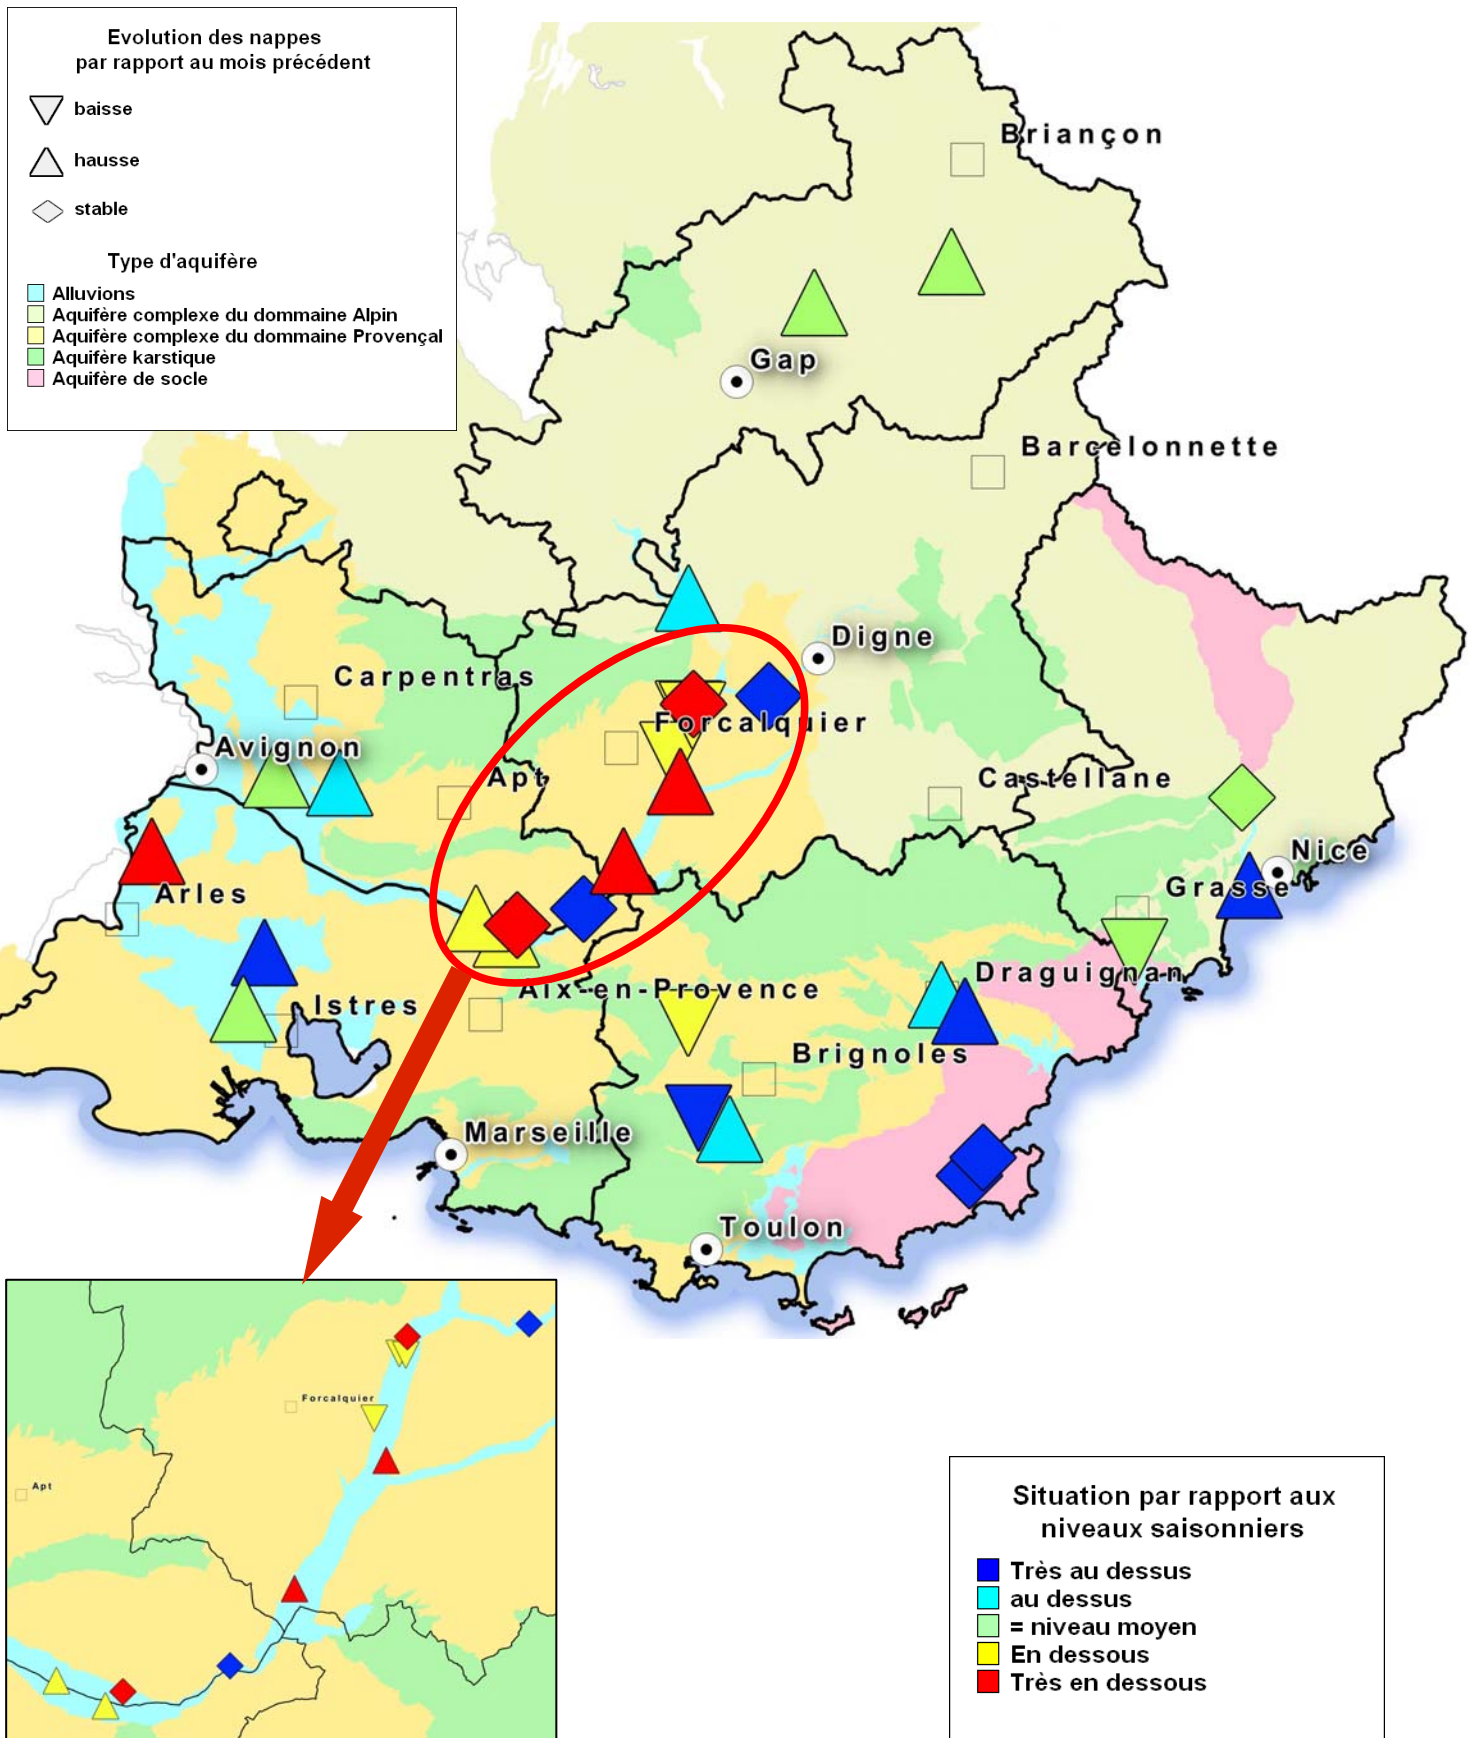 Evolution des nappes
par rapport au mois précédent
baisse
hausse
stable
Type d'aquifère
Alluvions
Aquifère complexe du dommaine Alpin
Aquifère complexe du dommaine Provençal
Aquifère karstique
Aquifère de socle
Briançon
Gap
Barcelonnette
Digne
Carpentras
Forcalquier
Avignon
Apt
Castellane
Nice
Grasse
Arles
Draguignan
Aix-en-Provence
Istres
Brignoles
Marseille
Toulon
Forcalquier
Apt
Situation par rapport aux
niveaux saisonniers
Très au dessus
au dessus
= niveau moyen
En dessous
Très en dessous